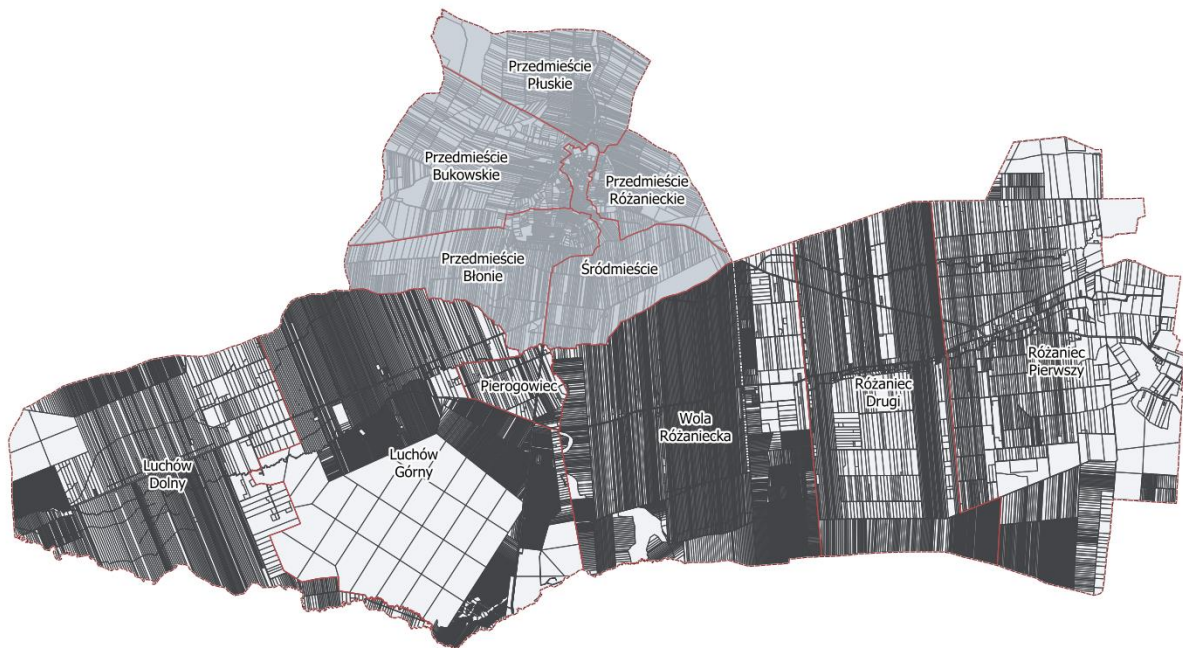 Przedmieście
Płuskie
Przedmieście
Bukowskie
Przedmieście
Różanieckie
Przedmieście
Błonie
Śródmieście
Pierogowiec
Różaniec
Pierwszy
Różaniec
Drugi
Wola
Różaniecka
Luchów
Górny
Luchów
Dolny